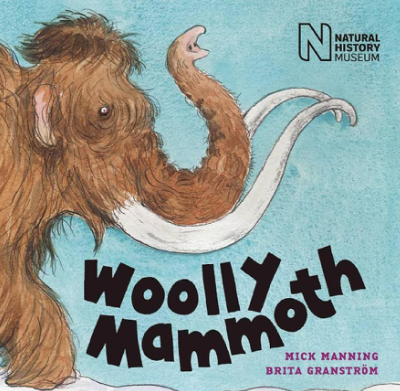 N
NATURAL
HISTORY
MUSEUM
Woolly
Mammoth
MICK MANNING
BRITA GRANSTRÖM